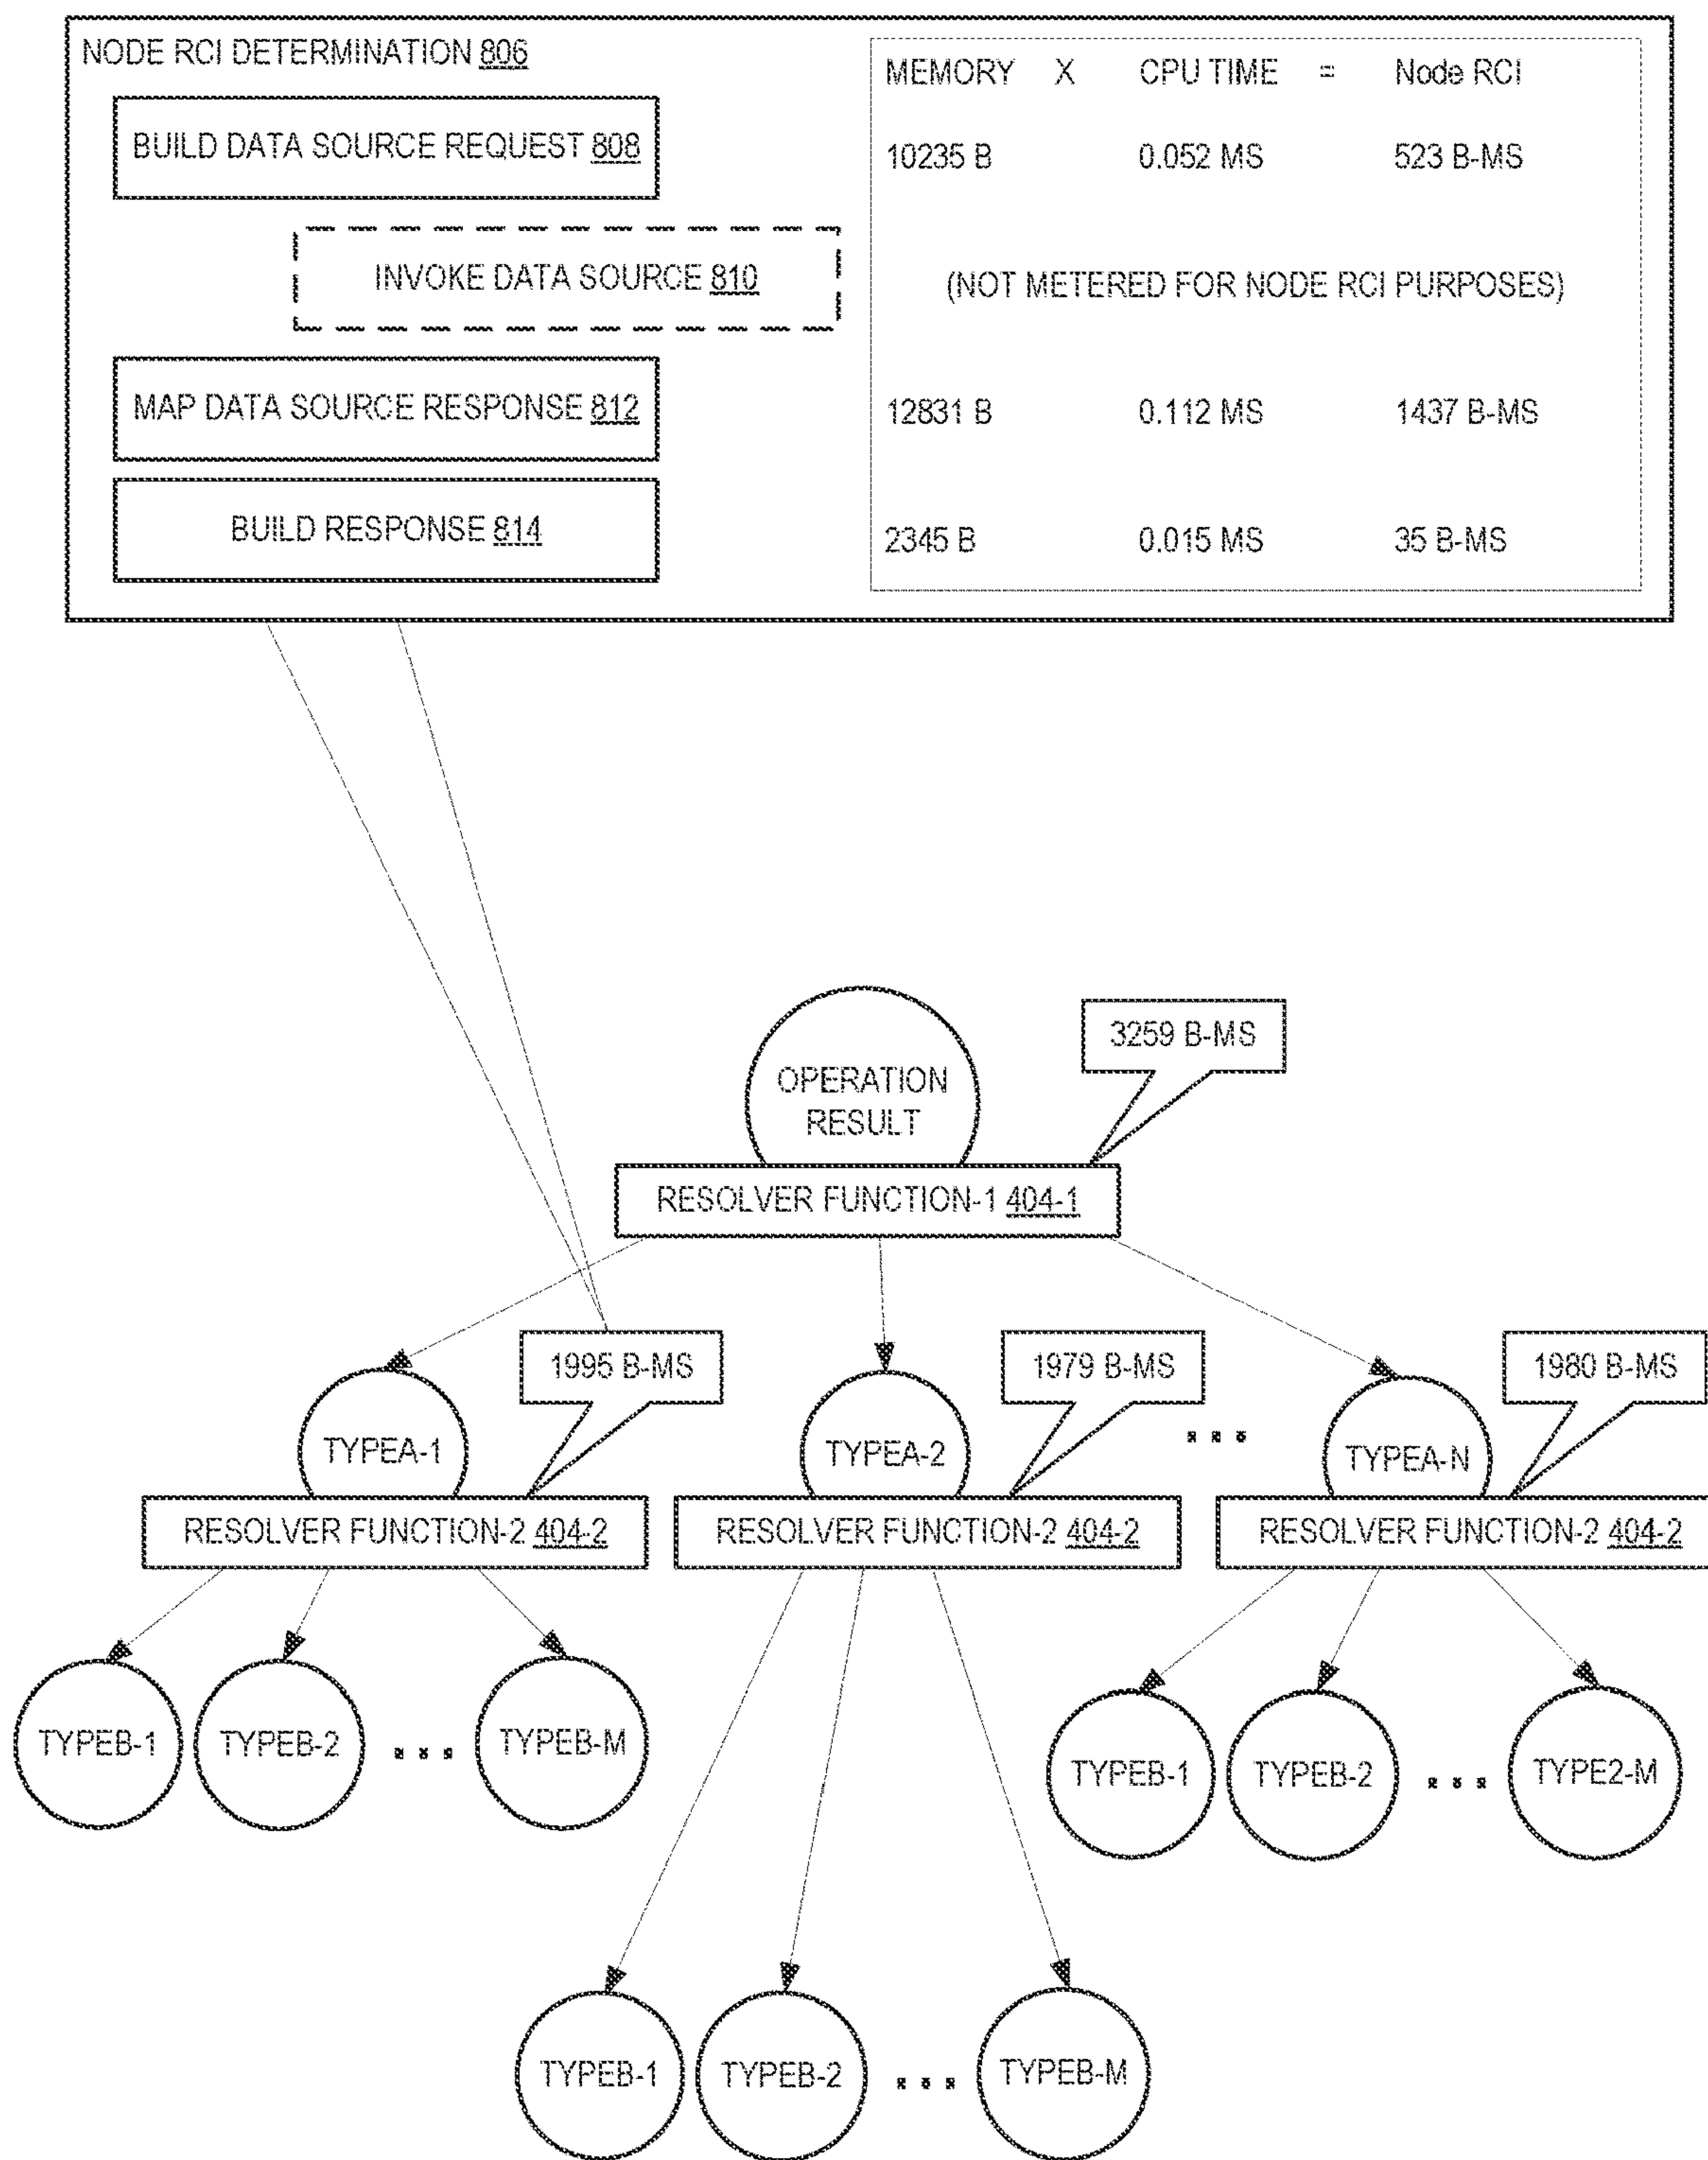 NODE RCI DETERMINATION 806
MEMORY X CPU TIME = Node RCI
BUILD DATA SOURCE REQUEST 808
10235 B 0.052 MS 523 B-MS
INVOKE DATA SOURCE 810
(NOT METERED FOR NODE RCI PURPOSES)
MAP DATA SOURCE RESPONSE 812
12831 B 0.112 MS 1437 B-MS
BUILD RESPONSE 814
2345 B 0.015 MS 35 B-MS
3259 B-MS
OPERATION
RESULT
RESOLVER FUNCTION-1 404-1
1995 B-MS
1979 B-MS
1980 B-MS
TYPEA-1
TYPEA-2
...
TYPEA-N
RESOLVER FUNCTION-2 404-2
RESOLVER FUNCTION-2 404-2
RESOLVER FUNCTION-2 404-2
TYPEB-1
TYPEB-2
...
TYPEB-M
TYPEB-1
TYPEB-2
...
TYPE2-M
TYPEB-1
TYPEB-2
...
TYPEB-M